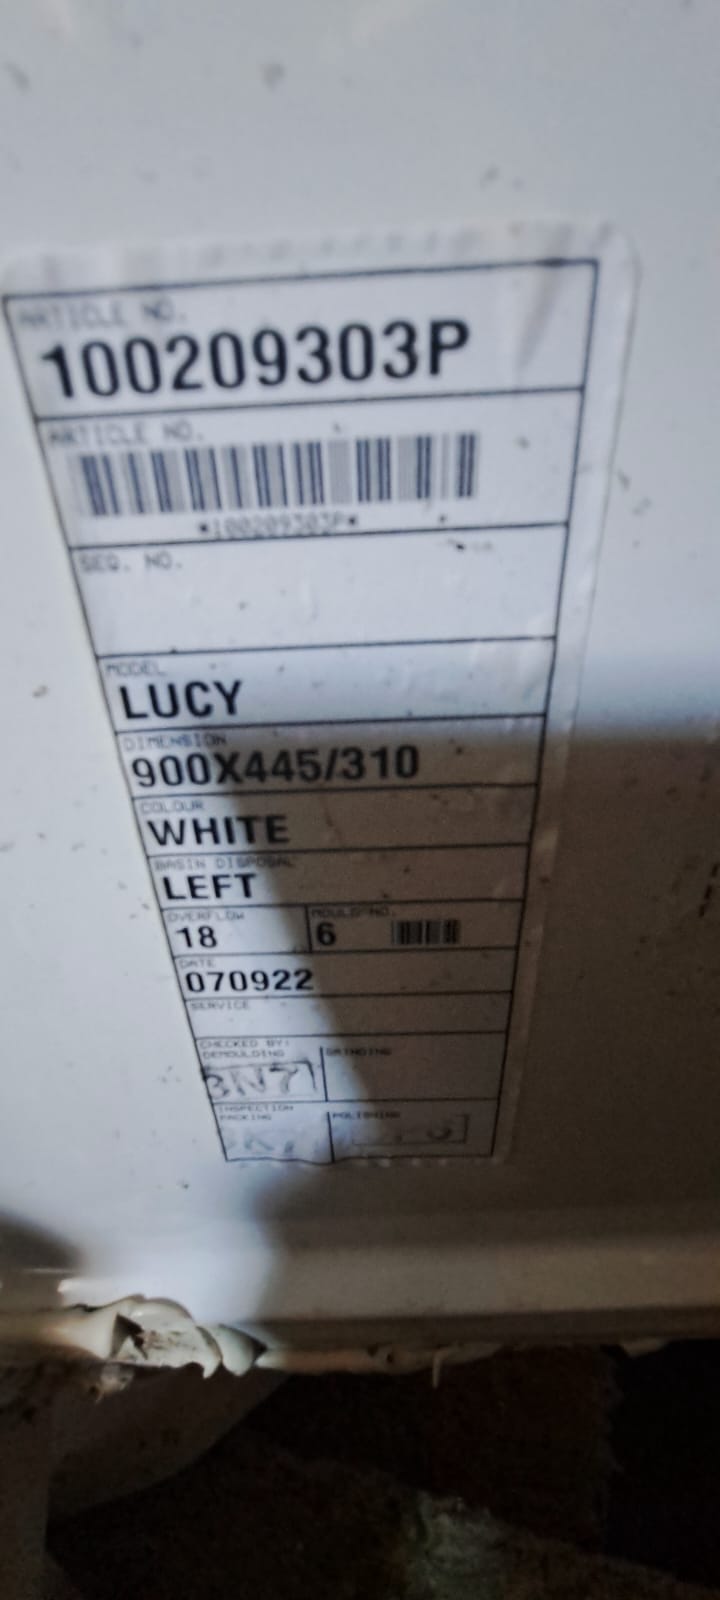 ARTICLE NO.
100209303P
ARTICLE NO.
*100209303P*
SEQ. NO.
MODEL
LUCY
DIMENSION
900X445/310
COLOUR
WHITE
BASIN DISPOSAL
LEFT
OVERFLOW MOULD NO.
18 6
DATE
070922
SERVICE
CHECKED BY:
DEMOULDING GRINDING
BN71
INSPECTION
PACKING POLISHING